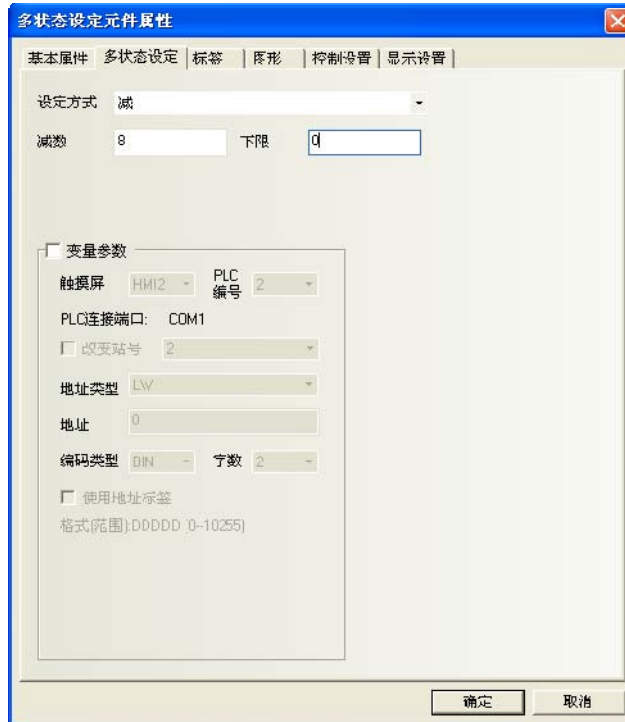 多状态设定元件属性
基本属性 多状态设定 标签 图形 控制设置 显示设置
设定方式 减
减数 8 下限 0
变量参数
触摸屏 HMI2 PLC编号 2
PLC连接端口: COM1
改变站号 2
地址类型 LW
地址 0
编码类型 BIN 字数 2
使用地址标签
格式(范围):DDDDD [0--10255]
确定 取消